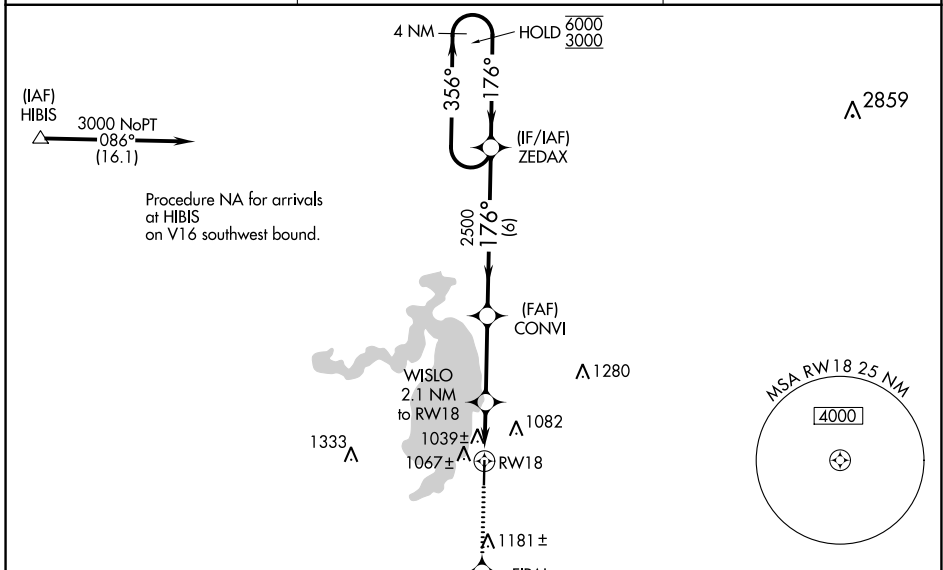 4 NM
HOLD 6000
3000
356°
176°
(IAF)
HIBIS
3000 NoPT
086°
(16.1)
2859
(IF/IAF)
ZEDAX
Procedure NA for arrivals
at HIBIS
on V16 southwest bound.
2500
176°
(6)
(FAF)
CONVI
WISLO
2.1 NM
to RW18
1280
MSA RW18 25 NM
4000
1082
1333
1039±
1067±
RW18
1181±